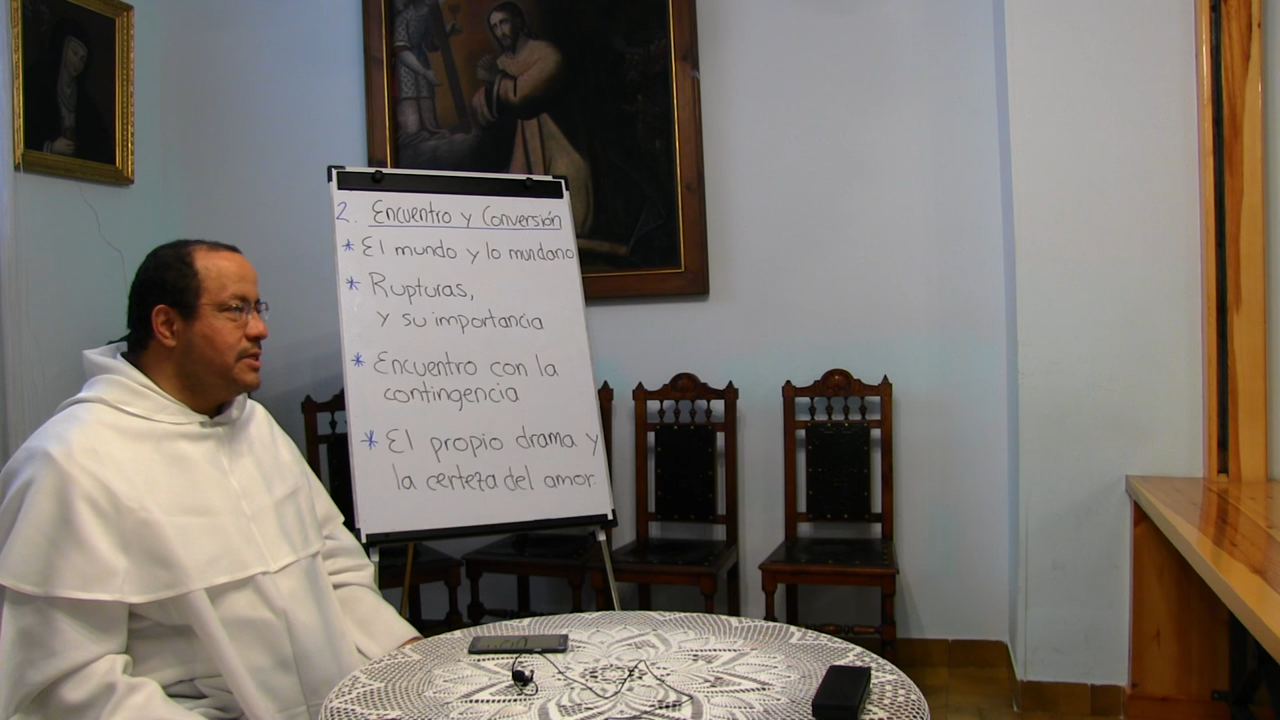 2. Encuentro y Conversión
* El mundo y lo mundano
* Rupturas,
y su importancia
* Encuentro con la
contingencia
* El propio drama y
la certeza del amor.